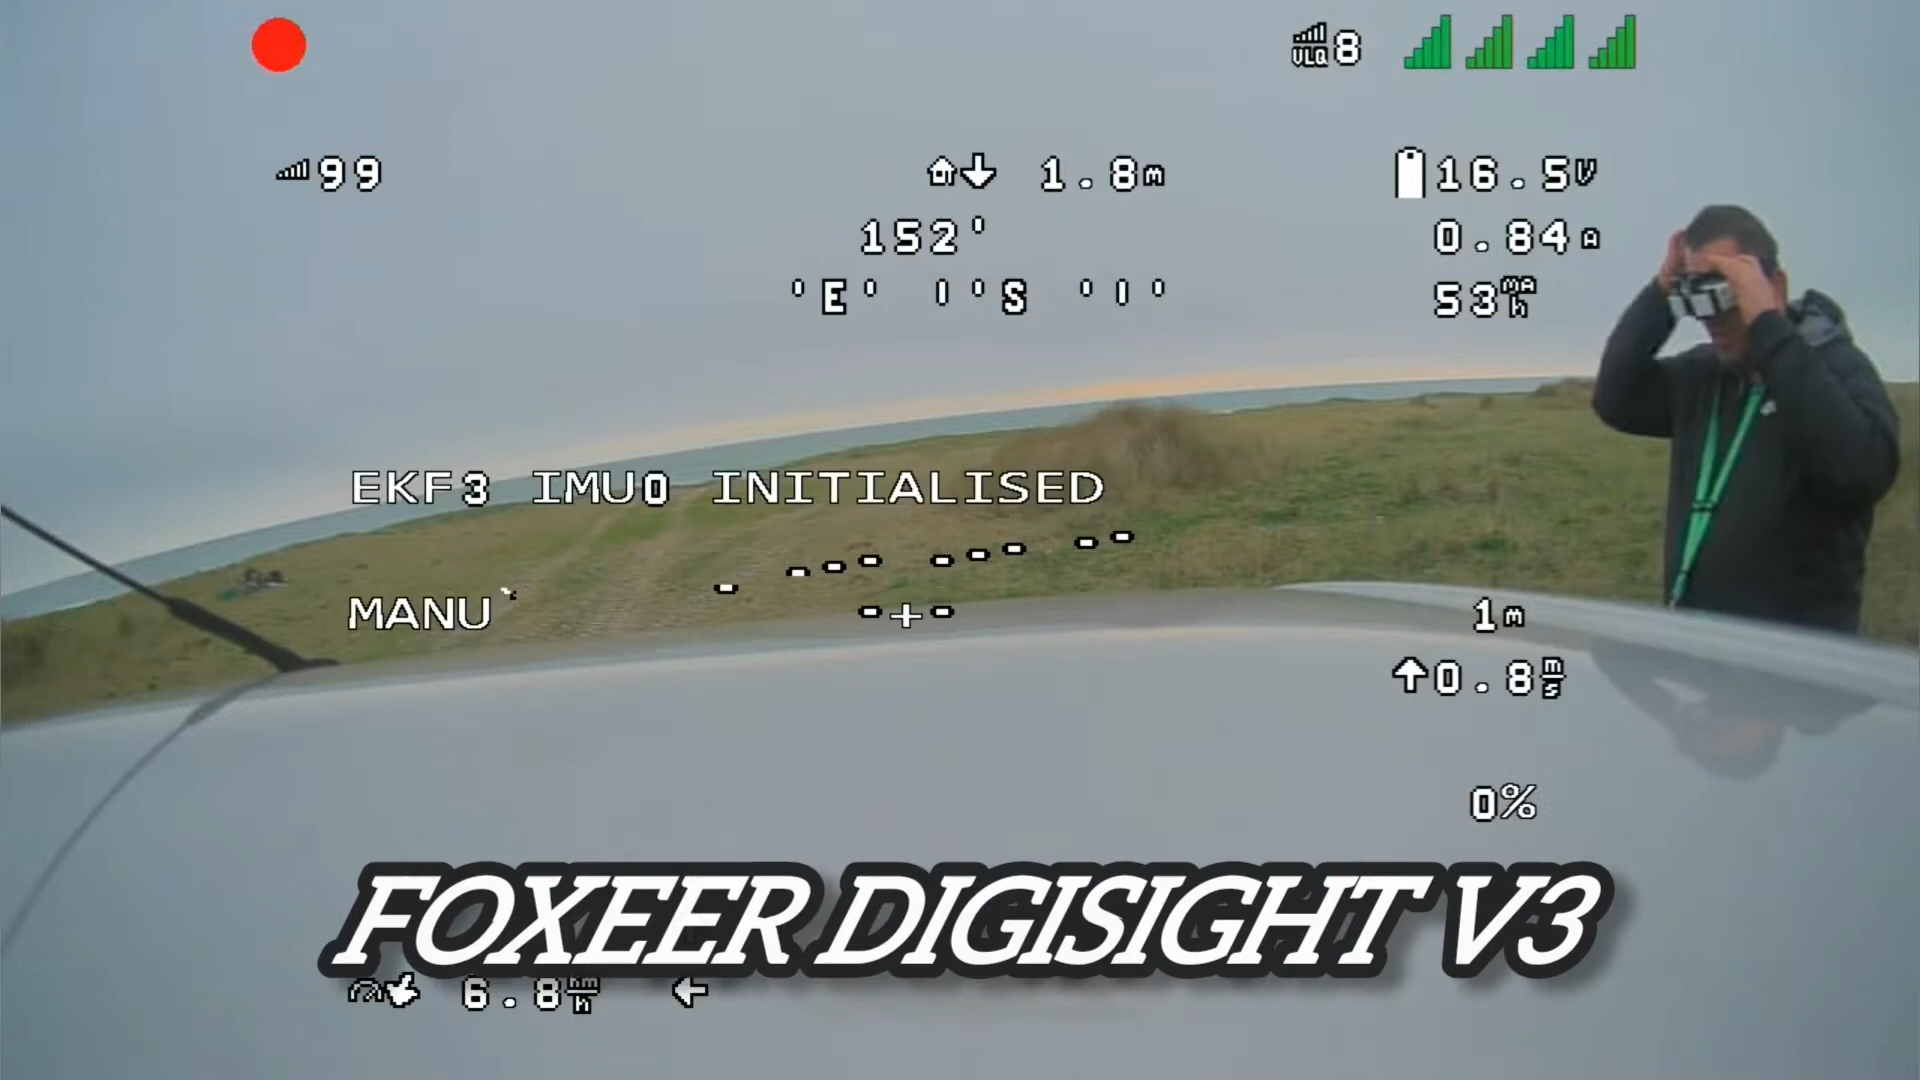 VLQ 8
99
1.8m
16.5V
152°
0.84A
E S
53mAh
EKF3 IMU0 INITIALISED
MANU
1m
0.8m/s
0%
FOXEER DIGISIGHT V3
6.8km/h